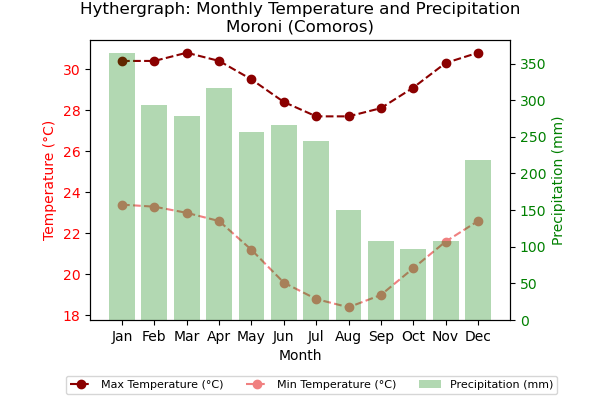 Hythergraph: Monthly Temperature and Precipitation
Moroni (Comoros)
30
28
26
24
22
20
18
Temperature (°C)
350
300
250
200
150
100
50
0
Precipitation (mm)
Jan Feb Mar Apr May Jun Jul Aug Sep Oct Nov Dec
Month
Max Temperature (°C) Min Temperature (°C) Precipitation (mm)